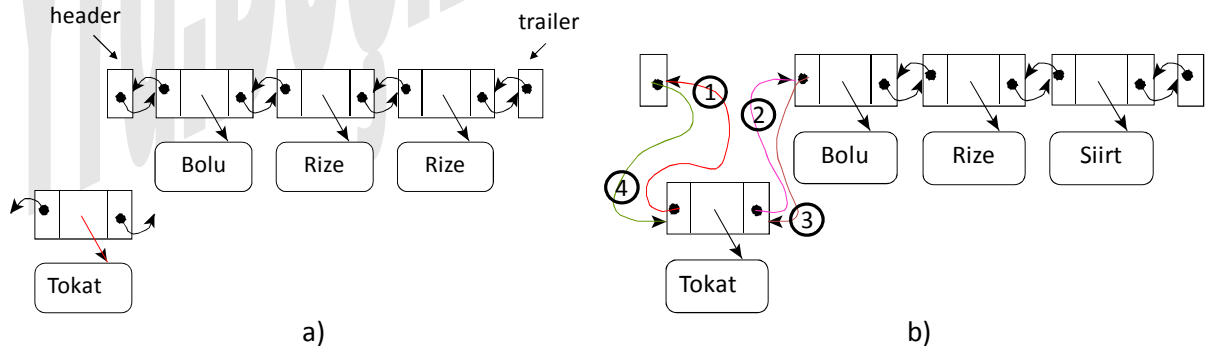 header
trailer
Bolu
Rize
Rize
Tokat
a)
1
2
3
4
Bolu
Rize
Siirt
Tokat
b)